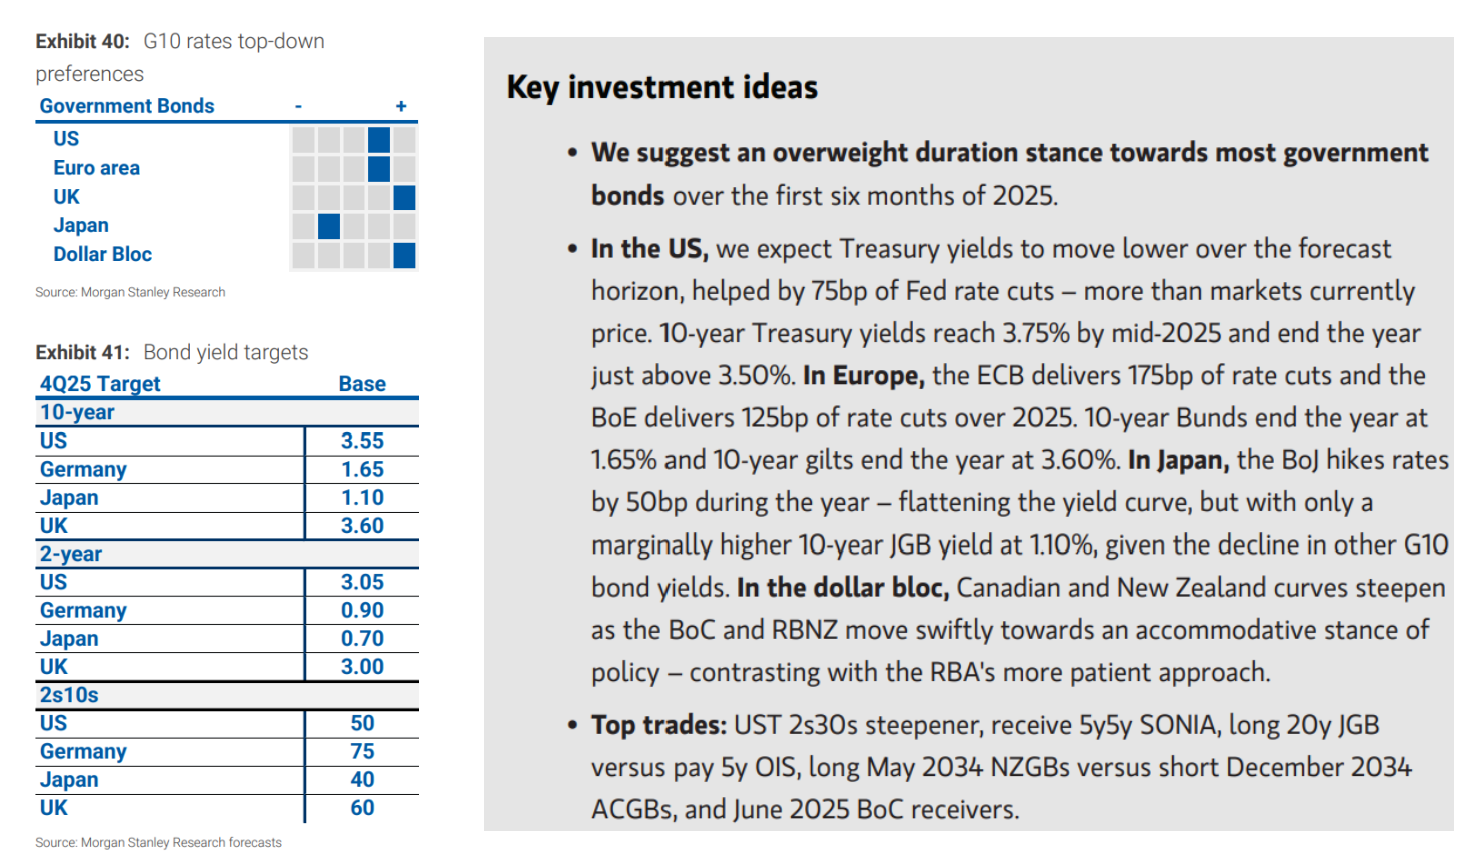 Exhibit 40: G10 rates top-down
preferences
Government Bonds - +
US
Euro area
UK
Japan
Dollar Bloc
Source: Morgan Stanley Research
Exhibit 41: Bond yield targets
4Q25 Target Base
10-year
US 3.55
Germany 1.65
Japan 1.10
UK 3.60
2-year
US 3.05
Germany 0.90
Japan 0.70
UK 3.00
2s10s
US 50
Germany 75
Japan 40
UK 60
Source: Morgan Stanley Research forecasts
Key investment ideas
• We suggest an overweight duration stance towards most government
bonds over the first six months of 2025.
• In the US, we expect Treasury yields to move lower over the forecast
horizon, helped by 75bp of Fed rate cuts – more than markets currently
price. 10-year Treasury yields reach 3.75% by mid-2025 and end the year
just above 3.50%. In Europe, the ECB delivers 175bp of rate cuts and the
BoE delivers 125bp of rate cuts over 2025. 10-year Bunds end the year at
1.65% and 10-year gilts end the year at 3.60%. In Japan, the BoJ hikes rates
by 50bp during the year – flattening the yield curve, but with only a
marginally higher 10-year JGB yield at 1.10%, given the decline in other G10
bond yields. In the dollar bloc, Canadian and New Zealand curves steepen
as the BoC and RBNZ move swiftly towards an accommodative stance of
policy – contrasting with the RBA's more patient approach.
• Top trades: UST 2s30s steepener, receive 5y5y SONIA, long 20y JGB
versus pay 5y OIS, long May 2034 NZGBs versus short December 2034
ACGBs, and June 2025 BoC receivers.